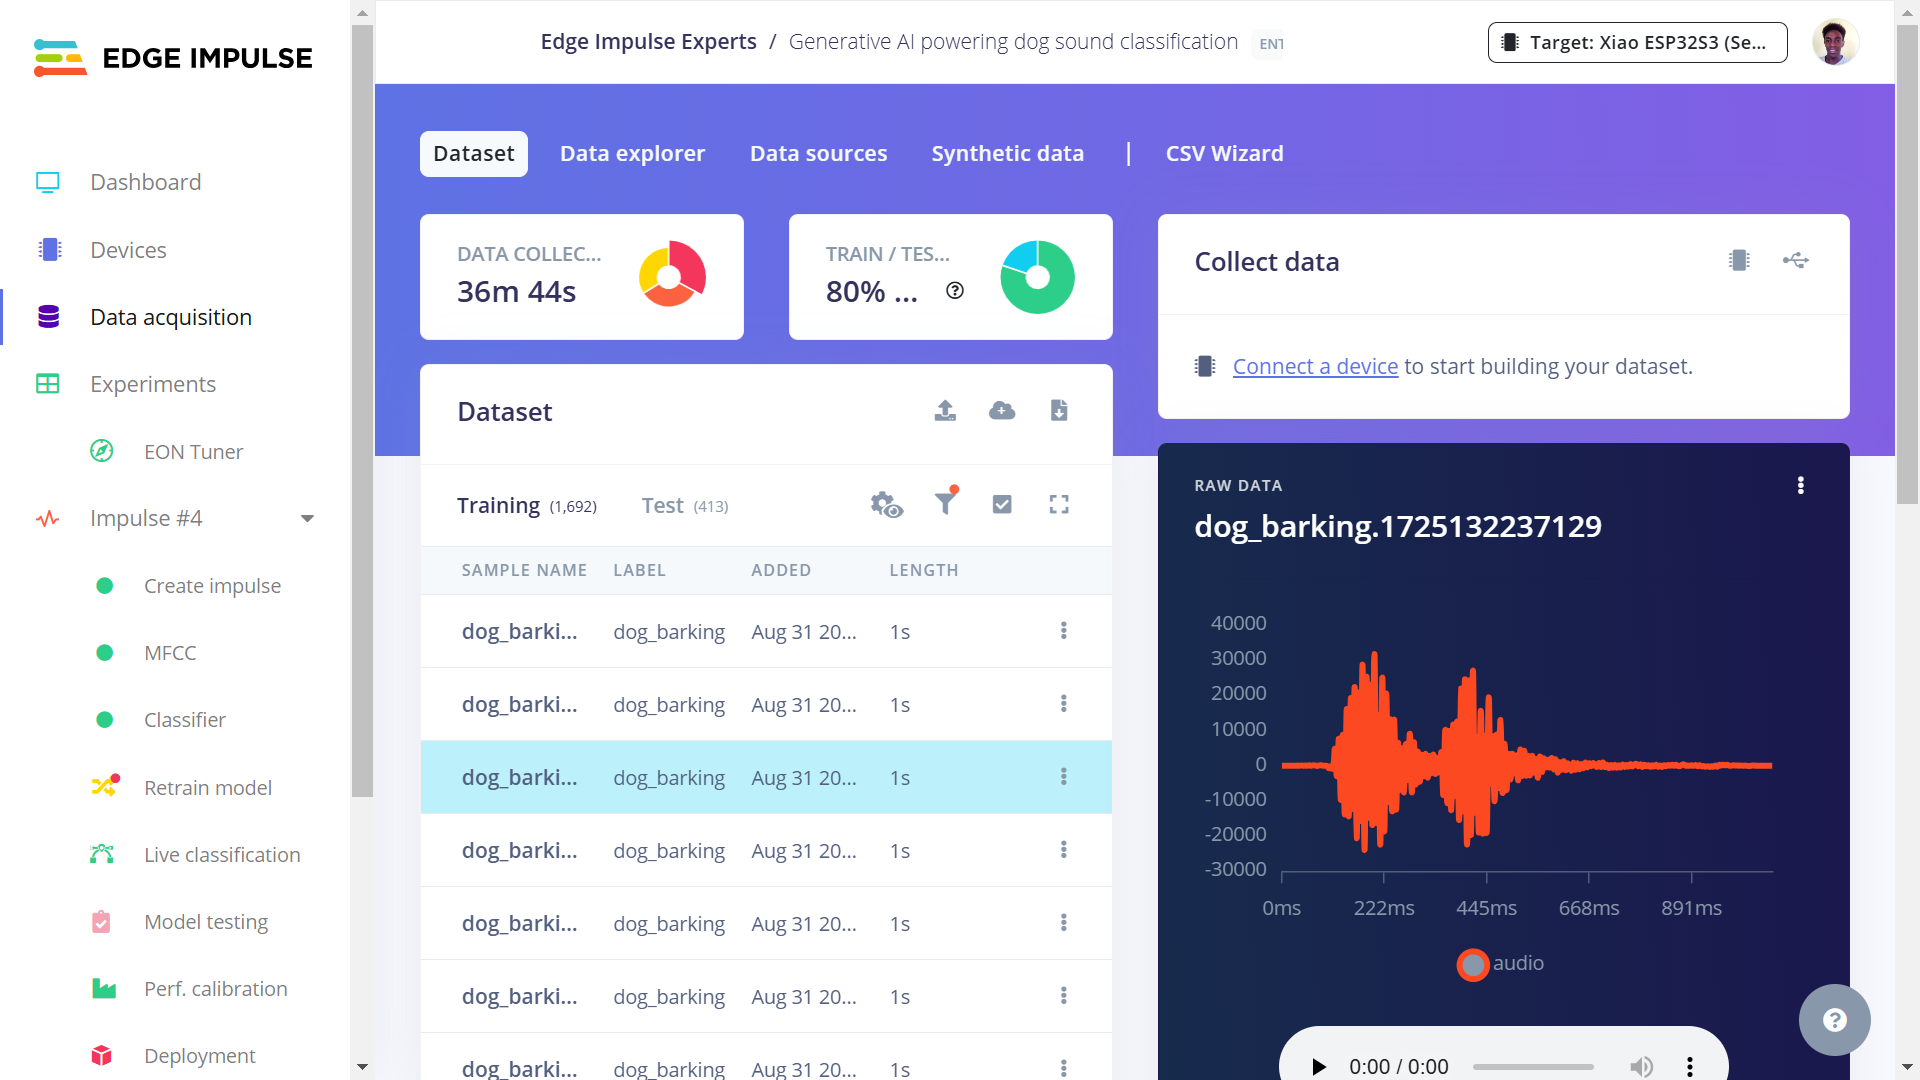 EDGE IMPULSE
Dashboard
Devices
Data acquisition
Experiments
EON Tuner
Impulse #4
Create impulse
MFCC
Classifier
Retrain model
Live classification
Model testing
Perf. calibration
Deployment
Edge Impulse Experts / Generative AI powering dog sound classification ENT
Target: Xiao ESP32S3 (Se...
Dataset Data explorer Data sources Synthetic data | CSV Wizard
DATA COLLEC...
36m 44s
TRAIN / TES...
80% ...
Dataset
Training (1,692) Test (413)
SAMPLE NAME LABEL ADDED LENGTH
dog_barki... dog_barking Aug 31 20... 1s
dog_barki... dog_barking Aug 31 20... 1s
dog_barki... dog_barking Aug 31 20... 1s
dog_barki... dog_barking Aug 31 20... 1s
dog_barki... dog_barking Aug 31 20... 1s
dog_barki... dog_barking Aug 31 20... 1s
dog_barki... dog_barking Aug 31 20... 1s
Collect data
Connect a device to start building your dataset.
RAW DATA
dog_barking.1725132237129
40000
30000
20000
10000
0
-10000
-20000
-30000
0ms 222ms 445ms 668ms 891ms
audio
0:00 / 0:00